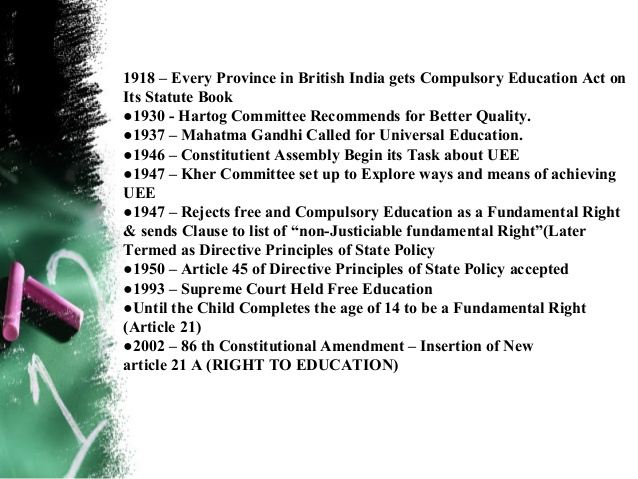 1918 – Every Province in British India gets Compulsory Education Act on
Its Statute Book
●1930 - Hartog Committee Recommends for Better Quality.
●1937 – Mahatma Gandhi Called for Universal Education.
●1946 – Constitutient Assembly Begin its Task about UEE
●1947 – Kher Committee set up to Explore ways and means of achieving
UEE
●1947 – Rejects free and Compulsory Education as a Fundamental Right
& sends Clause to list of “non-Justiciable fundamental Right”(Later
Termed as Directive Principles of State Policy
●1950 – Article 45 of Directive Principles of State Policy accepted
●1993 – Supreme Court Held Free Education
●Until the Child Completes the age of 14 to be a Fundamental Right
(Article 21)
●2002 – 86 th Constitutional Amendment – Insertion of New
article 21 A (RIGHT TO EDUCATION)